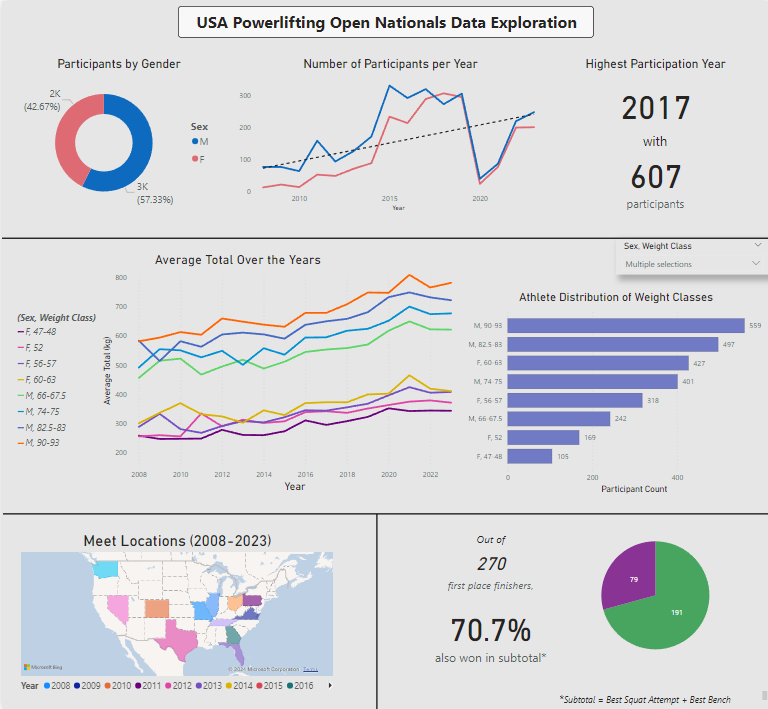 USA Powerlifting Open Nationals Data Exploration
Participants by Gender
2K
(42.67%)
3K
(57.33%)
Sex
M
F
Number of Participants per Year
300
200
100
0
2010
2015
2020
Year
Highest Participation Year
2017
with
607
participants
Average Total Over the Years
(Sex, Weight Class)
F, 47-48
F, 52
F, 56-57
F, 60-63
M, 66-67.5
M, 74-75
M, 82.5-83
M, 90-93
Average Total (kg)
800
700
600
500
400
300
200
2008
2010
2012
2014
2016
2018
2020
2022
Year
Sex, Weight Class
Multiple selections
Athlete Distribution of Weight Classes
M, 90-93 559
M, 82.5-83 497
F, 60-63 427
M, 74-75 401
F, 56-57 318
M, 66-67.5 242
F, 52 169
F, 47-48 105
0
200
400
Participant Count
Meet Locations (2008-2023)
Microsoft Bing
© 2024 Microsoft Corporation Terms
Year 2008 2009 2010 2011 2012 2013 2014 2015 2016
Out of
270
first place finishers,
70.7%
also won in subtotal*
79
191
*Subtotal = Best Squat Attempt + Best Bench